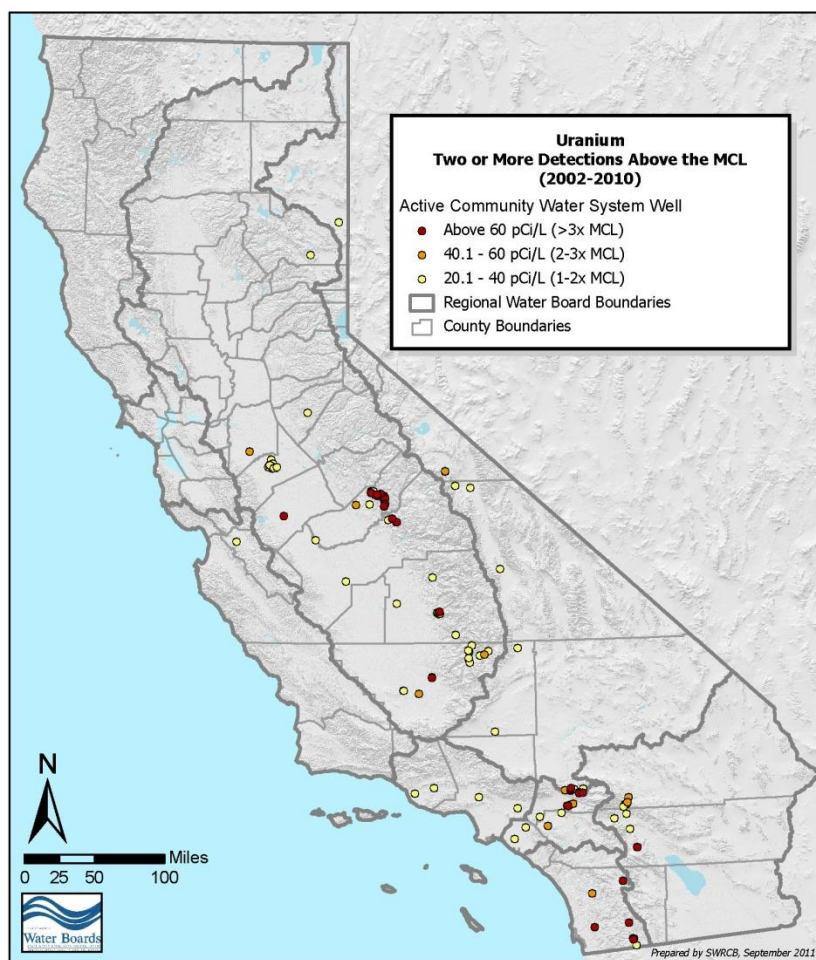 Uranium
Two or More Detections Above the MCL
(2002-2010)
Active Community Water System Well
Above 60 pCi/L (>3x MCL)
40.1 - 60 pCi/L (2-3x MCL)
20.1 - 40 pCi/L (1-2x MCL)
Regional Water Board Boundaries
County Boundaries
N
Miles
0 25 50 100
Water Boards
Prepared by SWRCB, September 2011